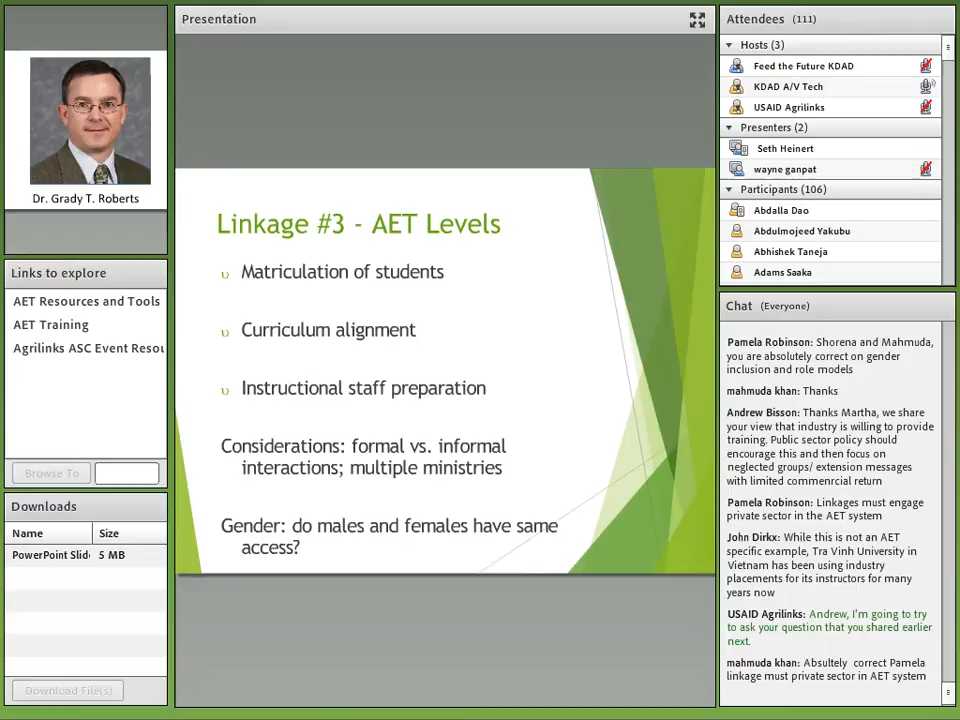 Presentation
Dr. Grady T. Roberts
Links to explore
AET Resources and Tools
AET Training
Agrilinks ASC Event Resou
Browse To
Downloads
Name Size
PowerPoint Slide 5 MB
Download File(s)
Linkage #3 - AET Levels
υ Matriculation of students
υ Curriculum alignment
υ Instructional staff preparation
Considerations: formal vs. informal
interactions; multiple ministries
Gender: do males and females have same
access?
Attendees (111)
Hosts (3)
Feed the Future KDAD
KDAD A/V Tech
USAID Agrilinks
Presenters (2)
Seth Heinert
wayne ganpat
Participants (106)
Abdalla Dao
Abdulmojeed Yakubu
Abhishek Taneja
Adams Saaka
Chat (Everyone)
Pamela Robinson: Shorena and Mahmuda,
you are absolutely correct on gender
inclusion and role models
mahmuda khan: Thanks
Andrew Bisson: Thanks Martha, we share
your view that industry is willing to provide
training. Public sector policy should
encourage this and then focus on
neglected groups/ extension messages
with limited commenrcial return
Pamela Robinson: Linkages must engage
private sector in the AET system
John Dirkx: While this is not an AET
specific example, Tra Vinh University in
Vietnam has been using industry
placements for its instructors for many
years now
USAID Agrilinks: Andrew, I'm going to try
to ask your question that you shared earlier
next.
mahmuda khan: Absultely correct Pamela
linkage must private sector in AET system